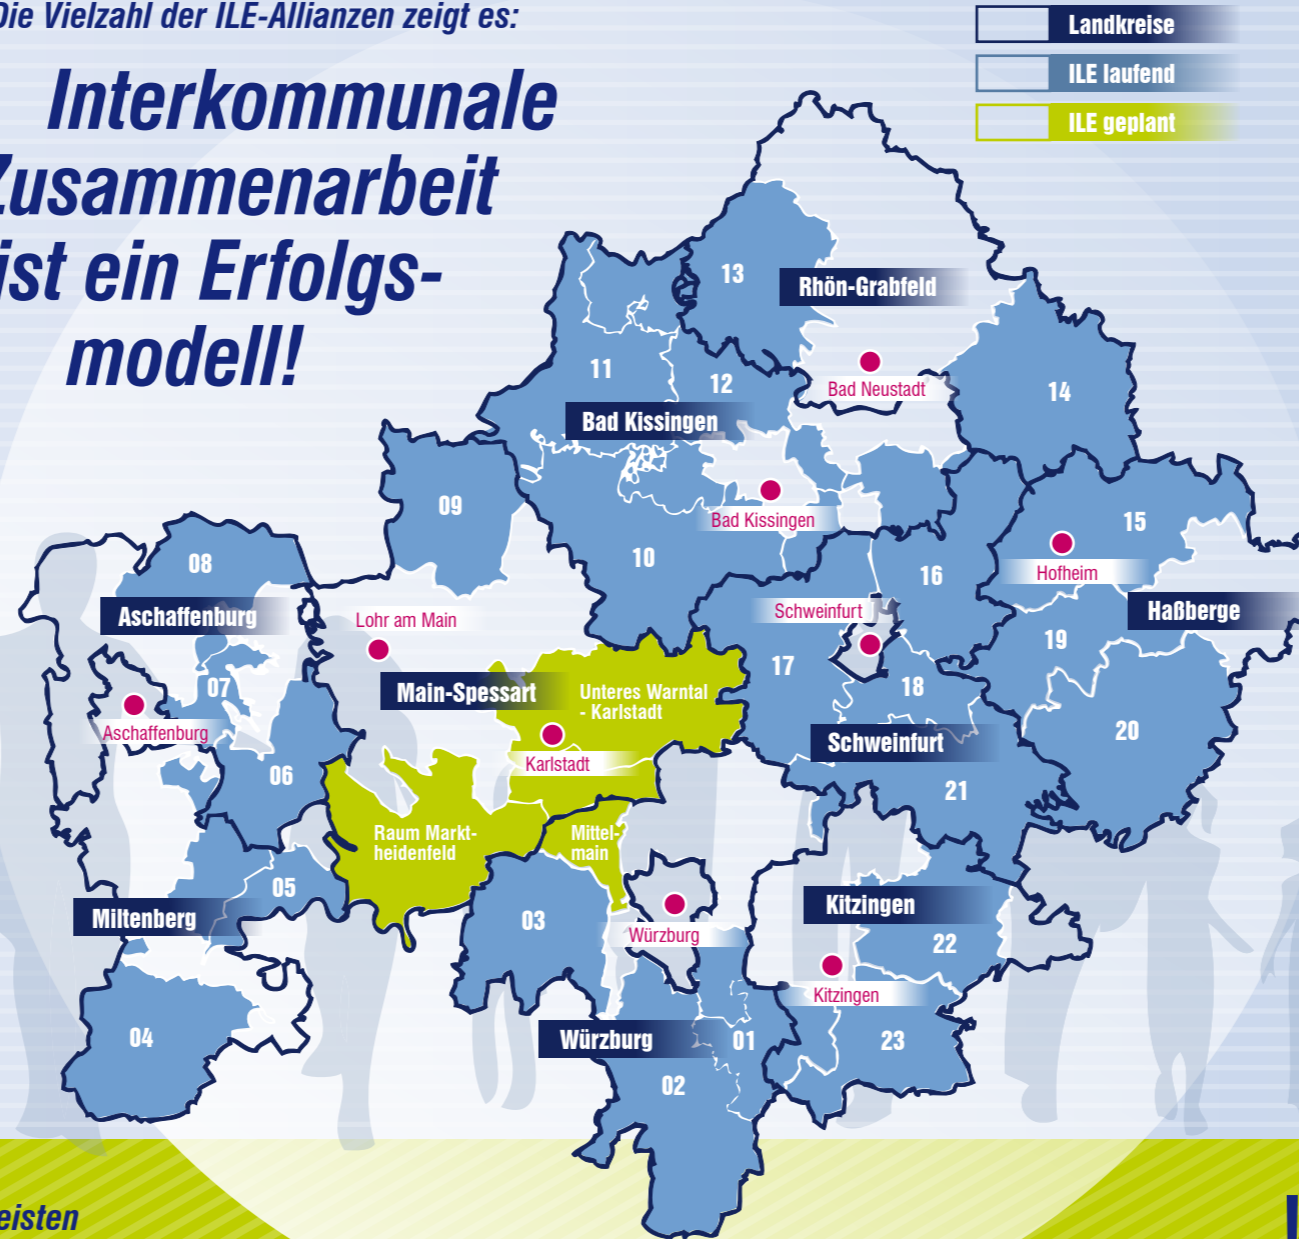 Die Vielzahl der ILE-Allianzen zeigt es:
Interkommunale
Zusammenarbeit
ist ein Erfolgs-
modell!
Landkreise
ILE laufend
ILE geplant
13
Rhön-Grabfeld
11
12
Bad Neustadt
14
Bad Kissingen
09
Bad Kissingen
15
10
Hofheim
08
16
Aschaffenburg
Lohr am Main
Schweinfurt
Haßberge
19
17
07
Main-Spessart
Unteres Warntal
- Karlstadt
18
Aschaffenburg
20
Karlstadt
Schweinfurt
06
21
Raum Markt-
heidenfeld
Mittel-
main
05
Miltenberg
03
Würzburg
Kitzingen
22
Kitzingen
04
Würzburg
01
23
02
eisten